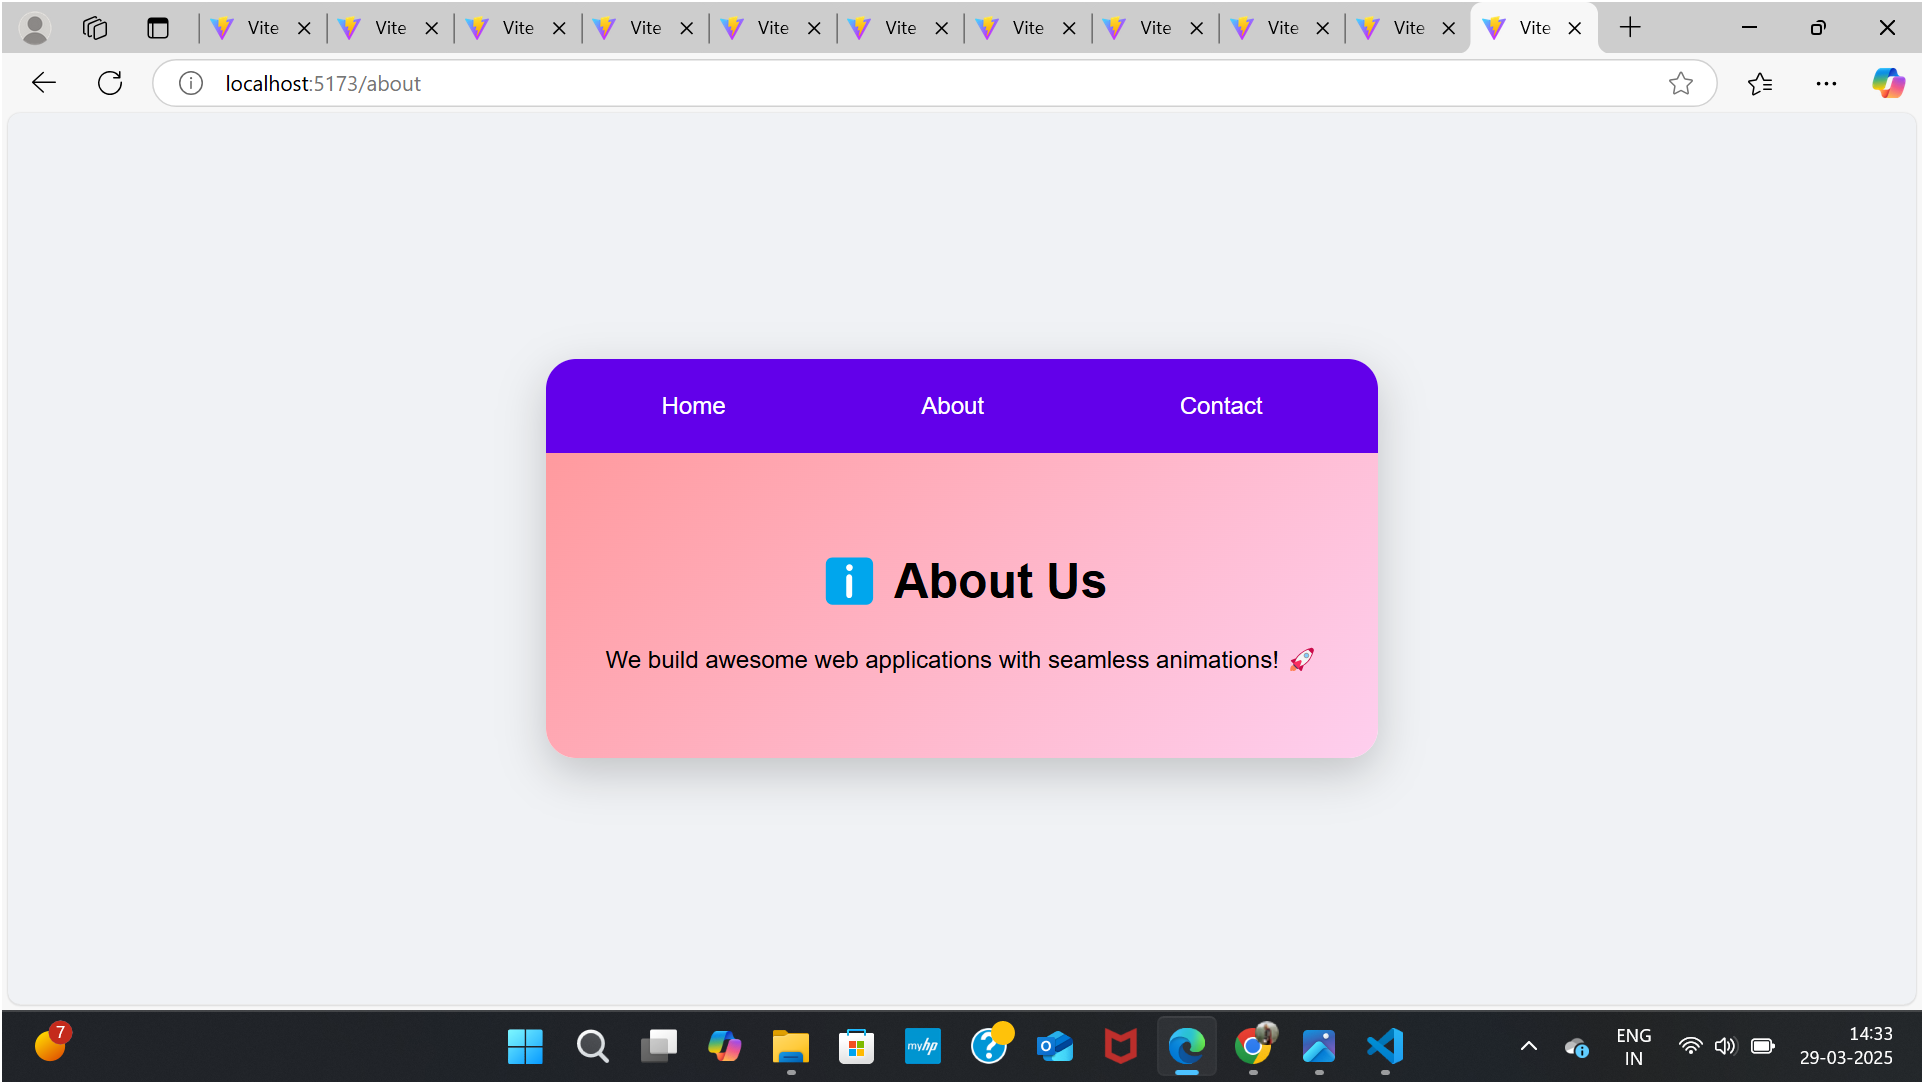 Vite Vite Vite Vite Vite Vite Vite Vite Vite Vite Vite
localhost:5173/about
Home About Contact
i About Us
We build awesome web applications with seamless animations! 🚀
7
myhp
ENG
IN
14:33
29-03-2025